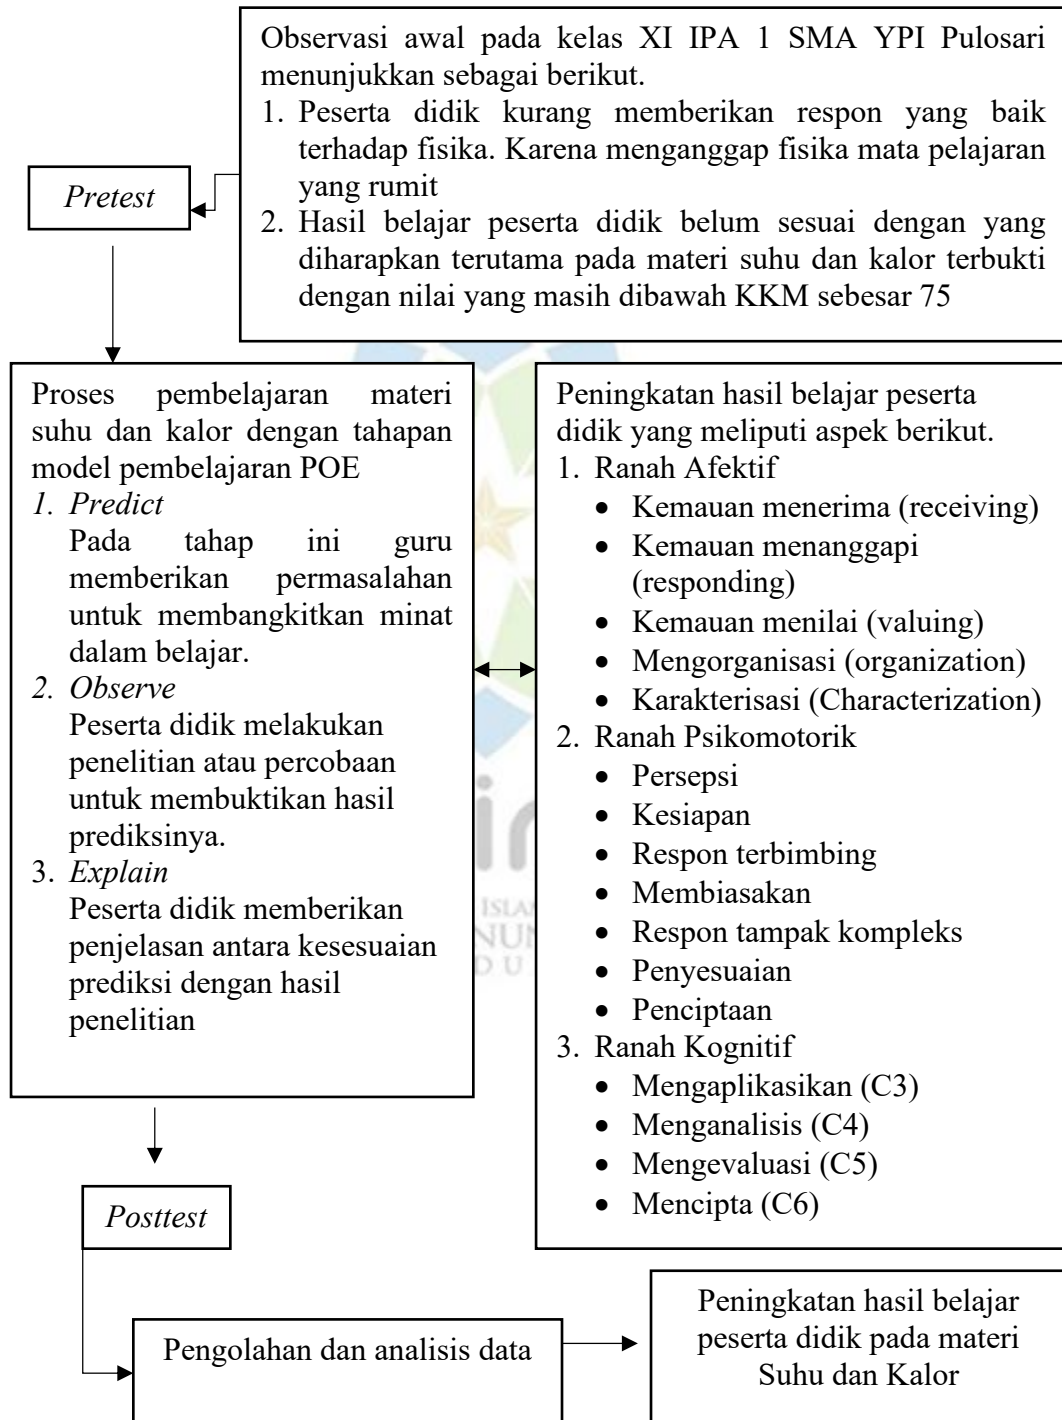 Observasi awal pada kelas XI IPA 1 SMA YPI Pulosari
menunjukkan sebagai berikut.
1. Peserta didik kurang memberikan respon yang baik
terhadap fisika. Karena menganggap fisika mata pelajaran
yang rumit
2. Hasil belajar peserta didik belum sesuai dengan yang
diharapkan terutama pada materi suhu dan kalor terbukti
dengan nilai yang masih dibawah KKM sebesar 75
Pretest
Proses pembelajaran materi
suhu dan kalor dengan tahapan
model pembelajaran POE
1. Predict
Pada tahap ini guru
memberikan permasalahan
untuk membangkitkan minat
dalam belajar.
2. Observe
Peserta didik melakukan
penelitian atau percobaan
untuk membuktikan hasil
prediksinya.
3. Explain
Peserta didik memberikan
penjelasan antara kesesuaian
prediksi dengan hasil
penelitian
Peningkatan hasil belajar peserta
didik yang meliputi aspek berikut.
1. Ranah Afektif
• Kemauan menerima (receiving)
• Kemauan menanggapi
(responding)
• Kemauan menilai (valuing)
• Mengorganisasi (organization)
• Karakterisasi (Characterization)
2. Ranah Psikomotorik
• Persepsi
• Kesiapan
• Respon terbimbing
• Membiasakan
• Respon tampak kompleks
• Penyesuaian
• Penciptaan
3. Ranah Kognitif
• Mengaplikasikan (C3)
• Menganalisis (C4)
• Mengevaluasi (C5)
• Mencipta (C6)
Posttest
Pengolahan dan analisis data
Peningkatan hasil belajar
peserta didik pada materi
Suhu dan Kalor